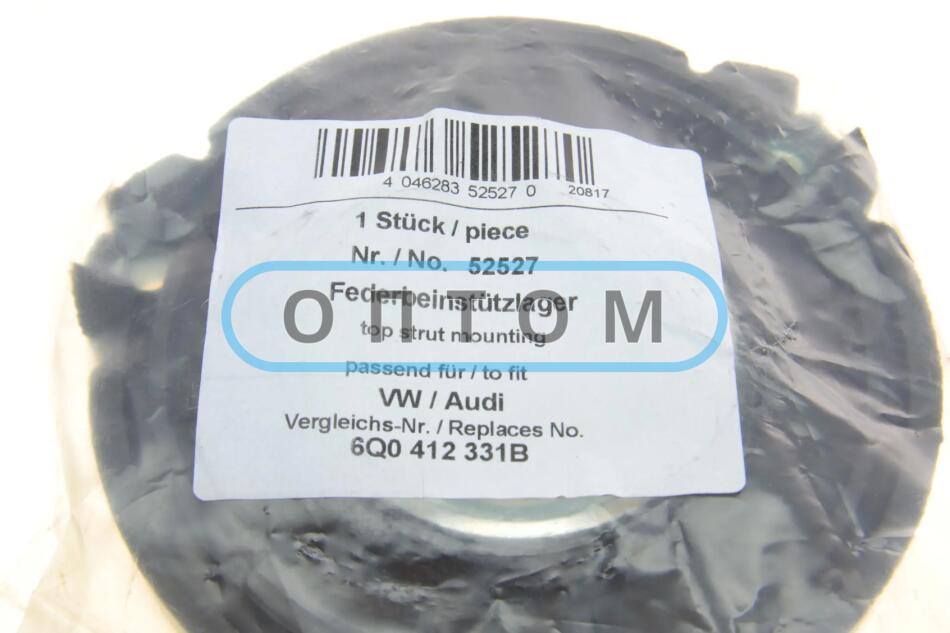 4 046283 52527 0 20817
1 Stück / piece
Nr. / No. 52527
Federbeinstützlager
ОПТОМ
top strut mounting
passend für / to fit
VW / Audi
Vergleichs-Nr. / Replaces No.
6Q0 412 331B